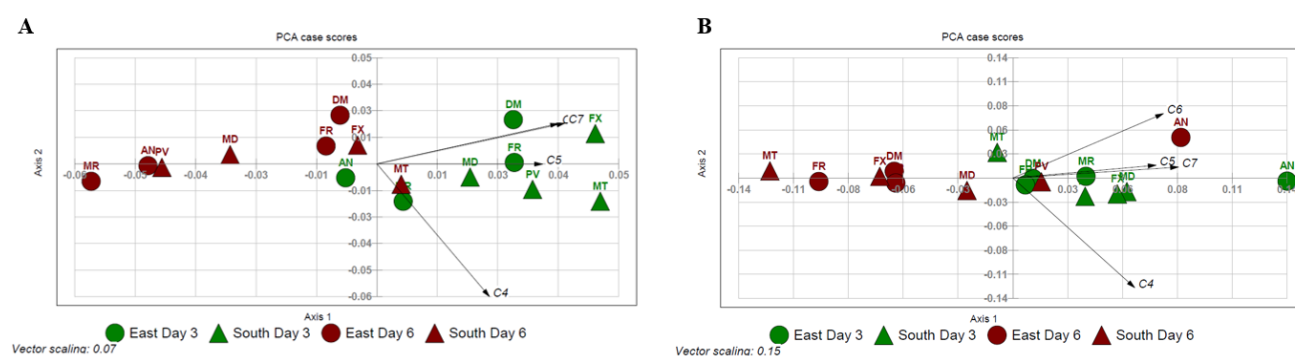 A
PCA case scores
0.05
0.04
0.03
DM
DM
FX
0.01
FR
FX
CC7
MD
FR
AN
PV
AN
C5
MR
-0.06
-0.05
-0.04
-0.03
-0.01
0.01
0.03
0.04
0.05
MT
MD
PV
MT
-0.01
-0.03
-0.04
-0.05
-0.06
C4
Axis 2
Axis 1
East Day 3
South Day 3
East Day 6
South Day 6
Vector scaling: 0.07
B
PCA case scores
0.14
0.11
0.08
C6
AN
0.05
MT
0.03
C5
C7
MT
FR
FX
DM
DM
PV
MR
MD
AN
MD
-0.14
-0.11
-0.08
-0.06
0.03
0.06
0.08
0.11
-0.03
-0.06
-0.08
-0.11
-0.14
C4
Axis 2
Axis 1
East Day 3
South Day 3
East Day 6
South Day 6
Vector scaling: 0.15